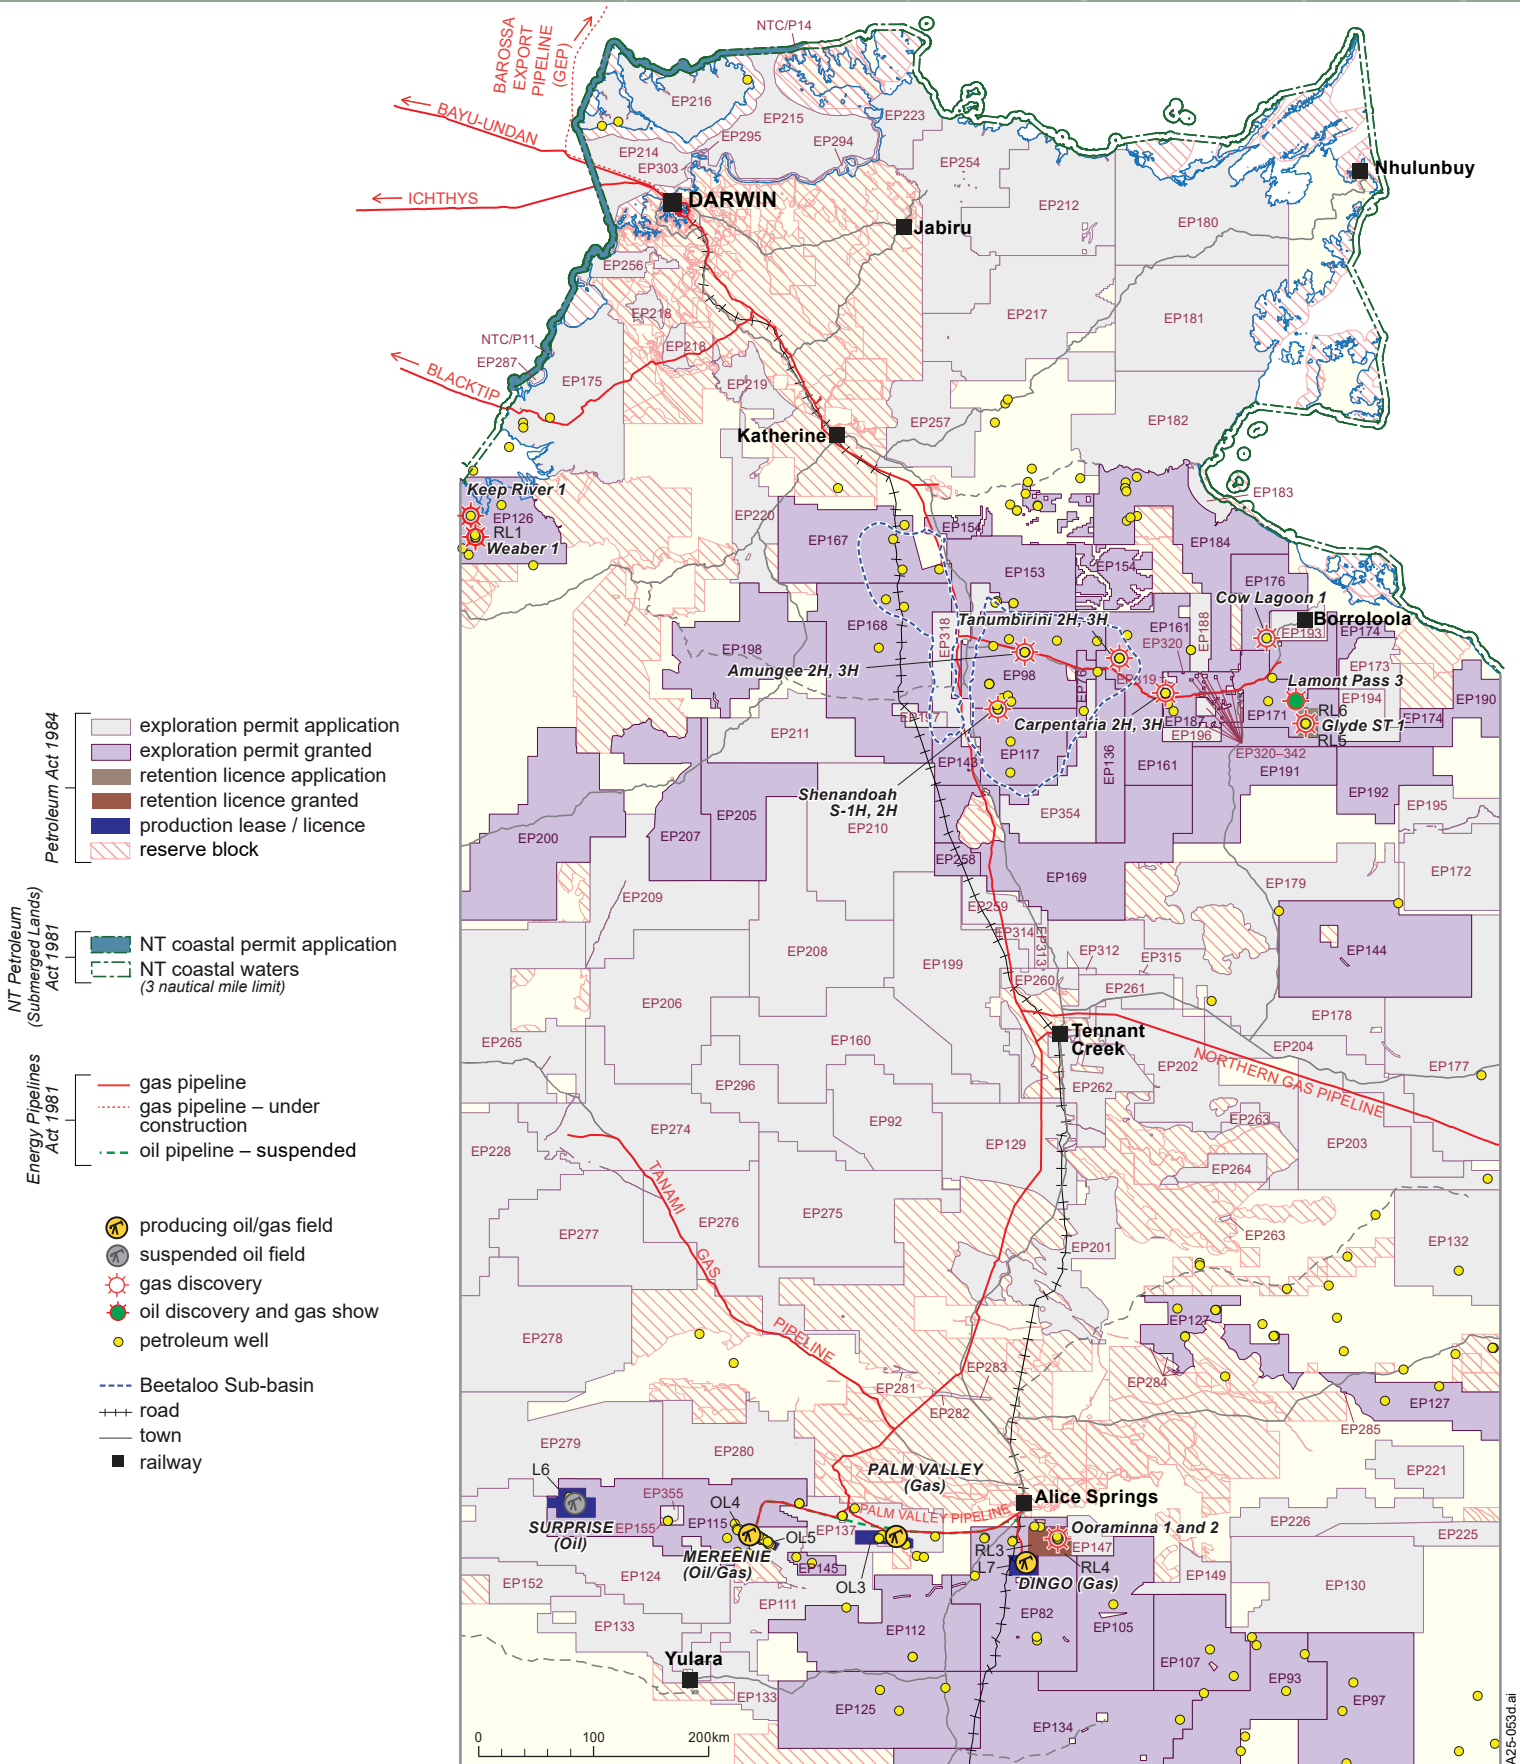 NTC/P14
BAROSSA
EXPORT
PIPELINE
(GEP)
BAYU-UNDAN
ICHTHYS
BLACKTIP
EP216
EP215
EP223
EP295
EP294
EP214
EP303
EP254
DARWIN
Nhulunbuy
Jabiru
EP212
EP180
EP256
EP218
EP217
EP181
NTC/P11
EP287
EP218
EP175
EP219
EP257
EP182
Katherine
Keep River 1
EP126
RL1
Weaber 1
EP220
EP183
EP167
EP154
EP184
EP153
EP154
EP176
Cow Lagoon 1
Tanumbirini 2H, 3H
EP168
EP318
EP161
EP188
EP320
EP193
Borroloola
EP174
EP198
Amungee 2H, 3H
EP98
EP76
EP319
EP173
Lamont Pass 3
EP194
EP190
EP197
Carpentaria 2H, 3H
EP187
EP196
EP171
RL6
Glyde ST-1
EP174
RL5
EP211
EP143
EP117
EP136
EP161
EP320–342
EP191
Shenandoah
S-1H, 2H
EP192
EP195
EP200
EP207
EP205
EP210
EP354
EP258
EP169
EP179
EP172
EP209
EP259
EP314
EP313
EP312
EP315
EP144
EP208
EP199
EP260
EP261
EP206
EP178
EP265
EP160
Tennant
Creek
EP204
EP202
EP177
NORTHERN GAS PIPELINE
EP296
EP262
EP92
EP263
EP274
EP129
EP203
EP228
EP264
TANAMI
GAS
PIPELINE
EP277
EP276
EP275
EP201
EP263
EP132
EP278
EP127
EP283
EP281
EP284
EP282
EP127
EP285
EP279
EP280
PALM VALLEY
(Gas)
EP221
L6
EP355
OL4
PALM VALLEY PIPELINE
Alice Springs
SURPRISE
(Oil)
EP155
EP115
OL5
EP137
Ooraminna 1 and 2
EP226
EP225
MEREENIE
(Oil/Gas)
RL3
EP147
L7
RL4
EP145
OL3
DINGO (Gas)
EP152
EP124
EP149
EP130
EP111
EP133
EP112
EP82
EP105
Yulara
EP107
EP93
EP133
EP125
EP97
EP134
0
100
200km
A25-053d.ai
Petroleum Act 1984
exploration permit application
exploration permit granted
retention licence application
retention licence granted
production lease / licence
reserve block
NT Petroleum
(Submerged Lands)
Act 1981
NT coastal permit application
NT coastal waters
(3 nautical mile limit)
Energy Pipelines
Act 1981
gas pipeline
gas pipeline – under
construction
oil pipeline – suspended
producing oil/gas field
suspended oil field
gas discovery
oil discovery and gas show
petroleum well
Beetaloo Sub-basin
road
town
railway